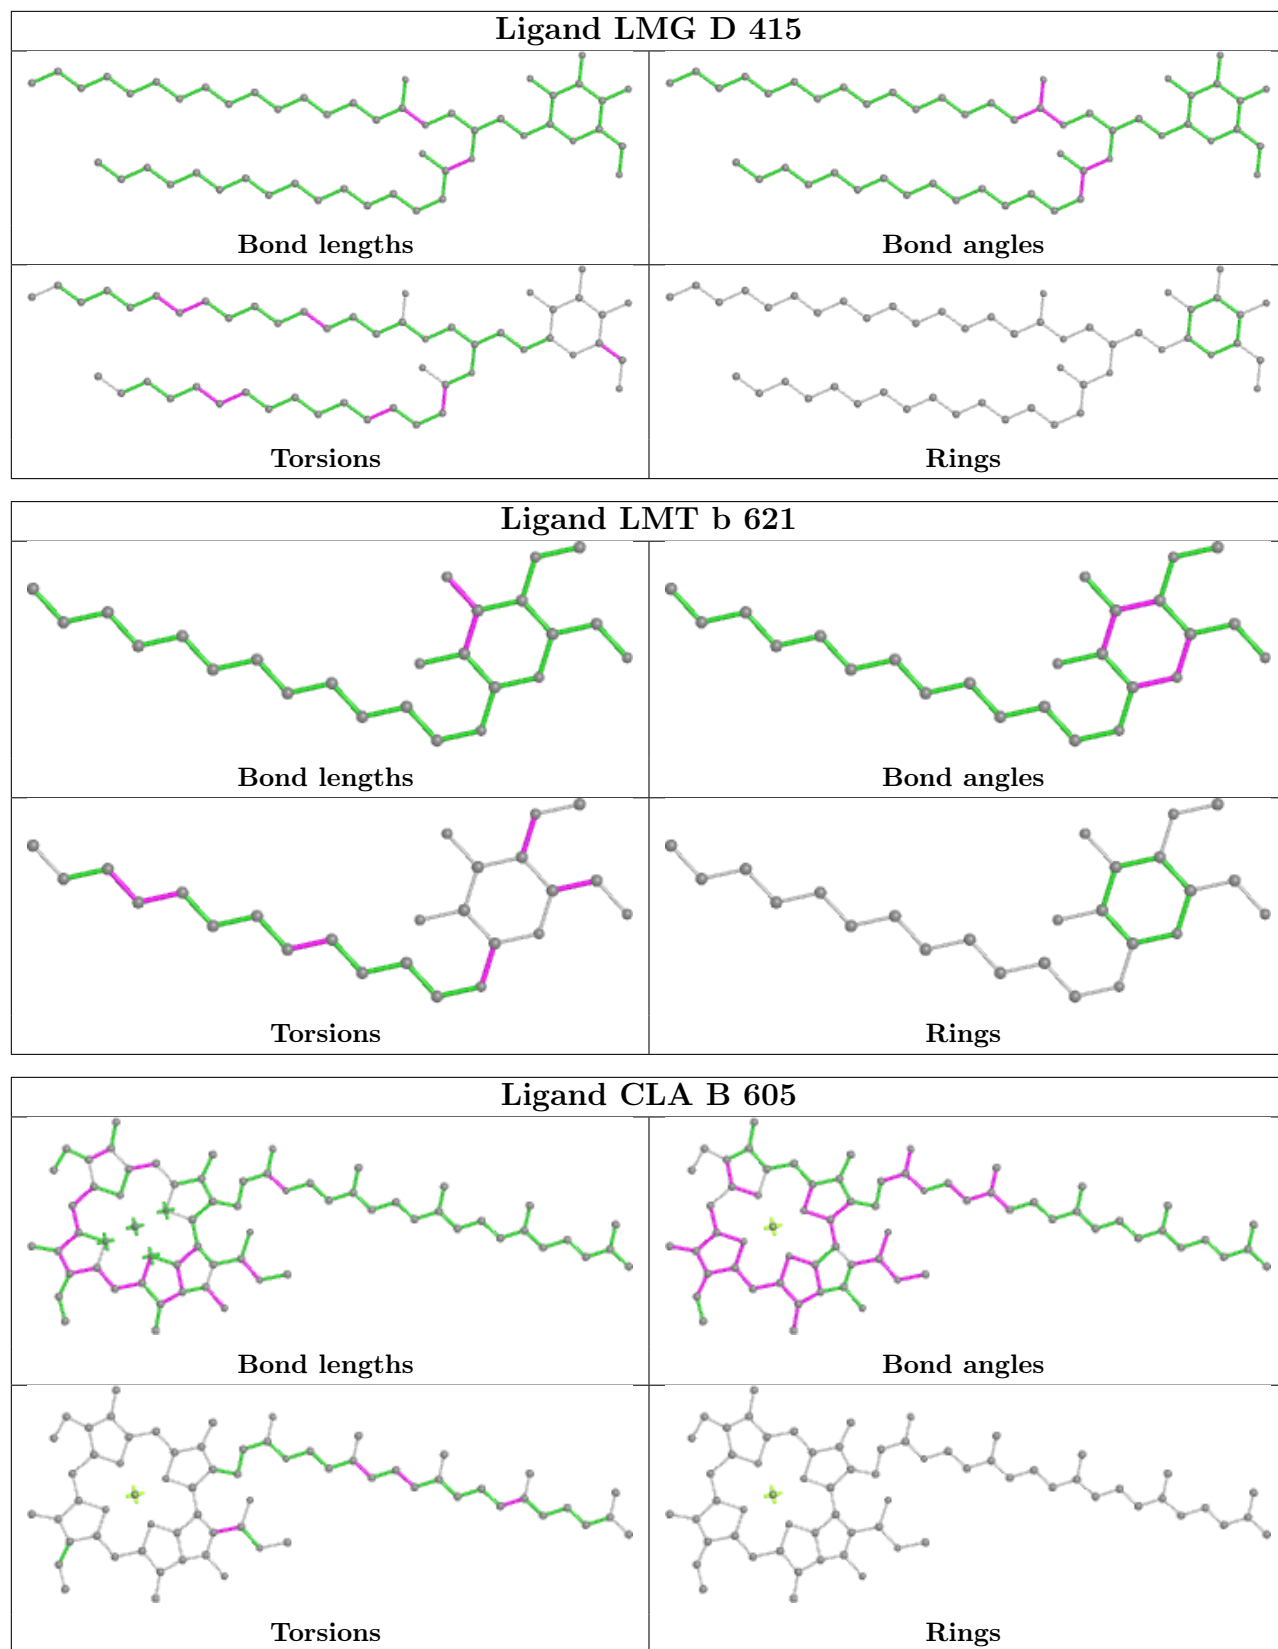 Ligand LMG D 415
Bond lengths
Bond angles
Torsions
Rings
Ligand LMT b 621
Bond lengths
Bond angles
Torsions
Rings
Ligand CLA B 605
Bond lengths
Bond angles
Torsions
Rings